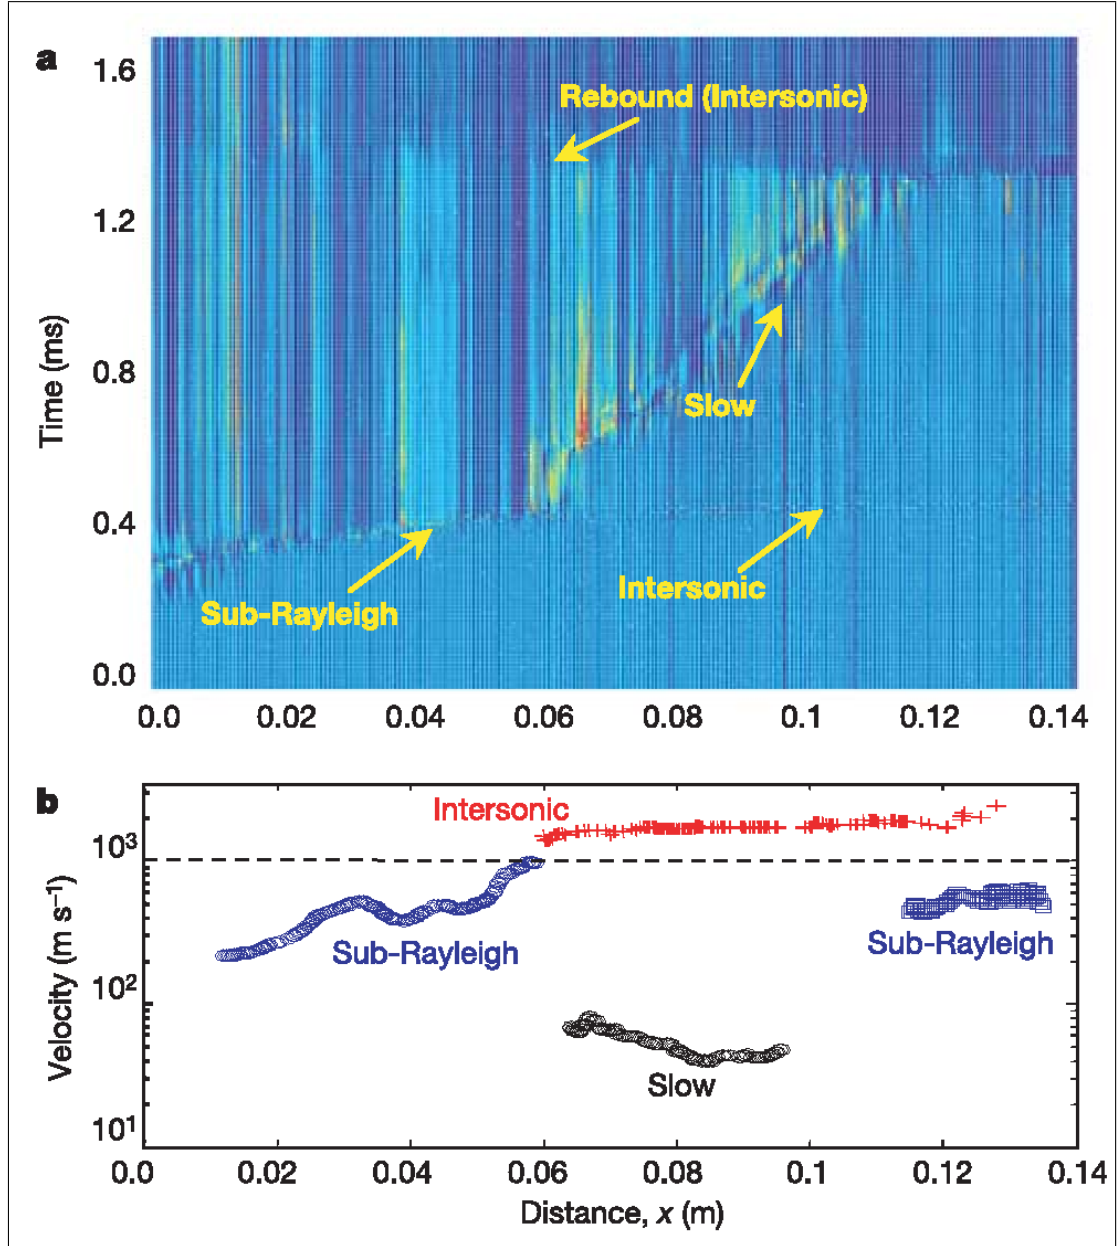 a
1.6
Rebound (Intersonic)
1.2
Time (ms)
0.8
Slow
0.4
Intersonic
Sub-Rayleigh
0.0
0.0 0.02 0.04 0.06 0.08 0.1 0.12 0.14
b
Intersonic
10³
Sub-Rayleigh
Sub-Rayleigh
Velocity (m s⁻¹)
10²
Slow
10¹
0.0 0.02 0.04 0.06 0.08 0.1 0.12 0.14
Distance, x (m)